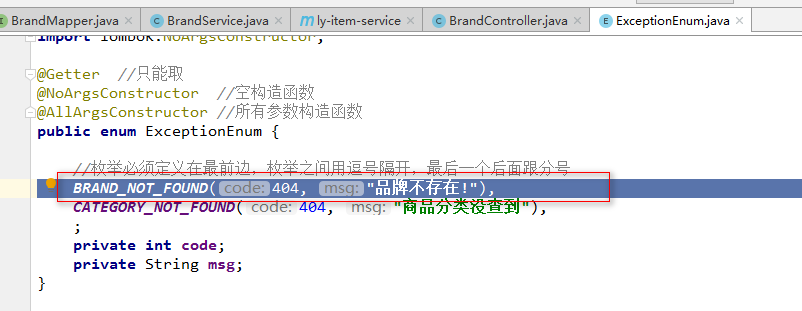 BrandMapper.java × BrandService.java × ly-item-service × BrandController.java × ExceptionEnum.java ×
import lombok.NoArgsConstructor;
@Getter //只能取
@NoArgsConstructor //空构造函数
@AllArgsConstructor //所有参数构造函数
public enum ExceptionEnum {
//枚举必须定义在最前边，枚举之间用逗号隔开，最后一个后面跟分号
BRAND_NOT_FOUND( code: 404, msg: "品牌不存在!"),
CATEGORY_NOT_FOUND( code: 404, msg: "商品分类没查到"),
;
private int code;
private String msg;
}